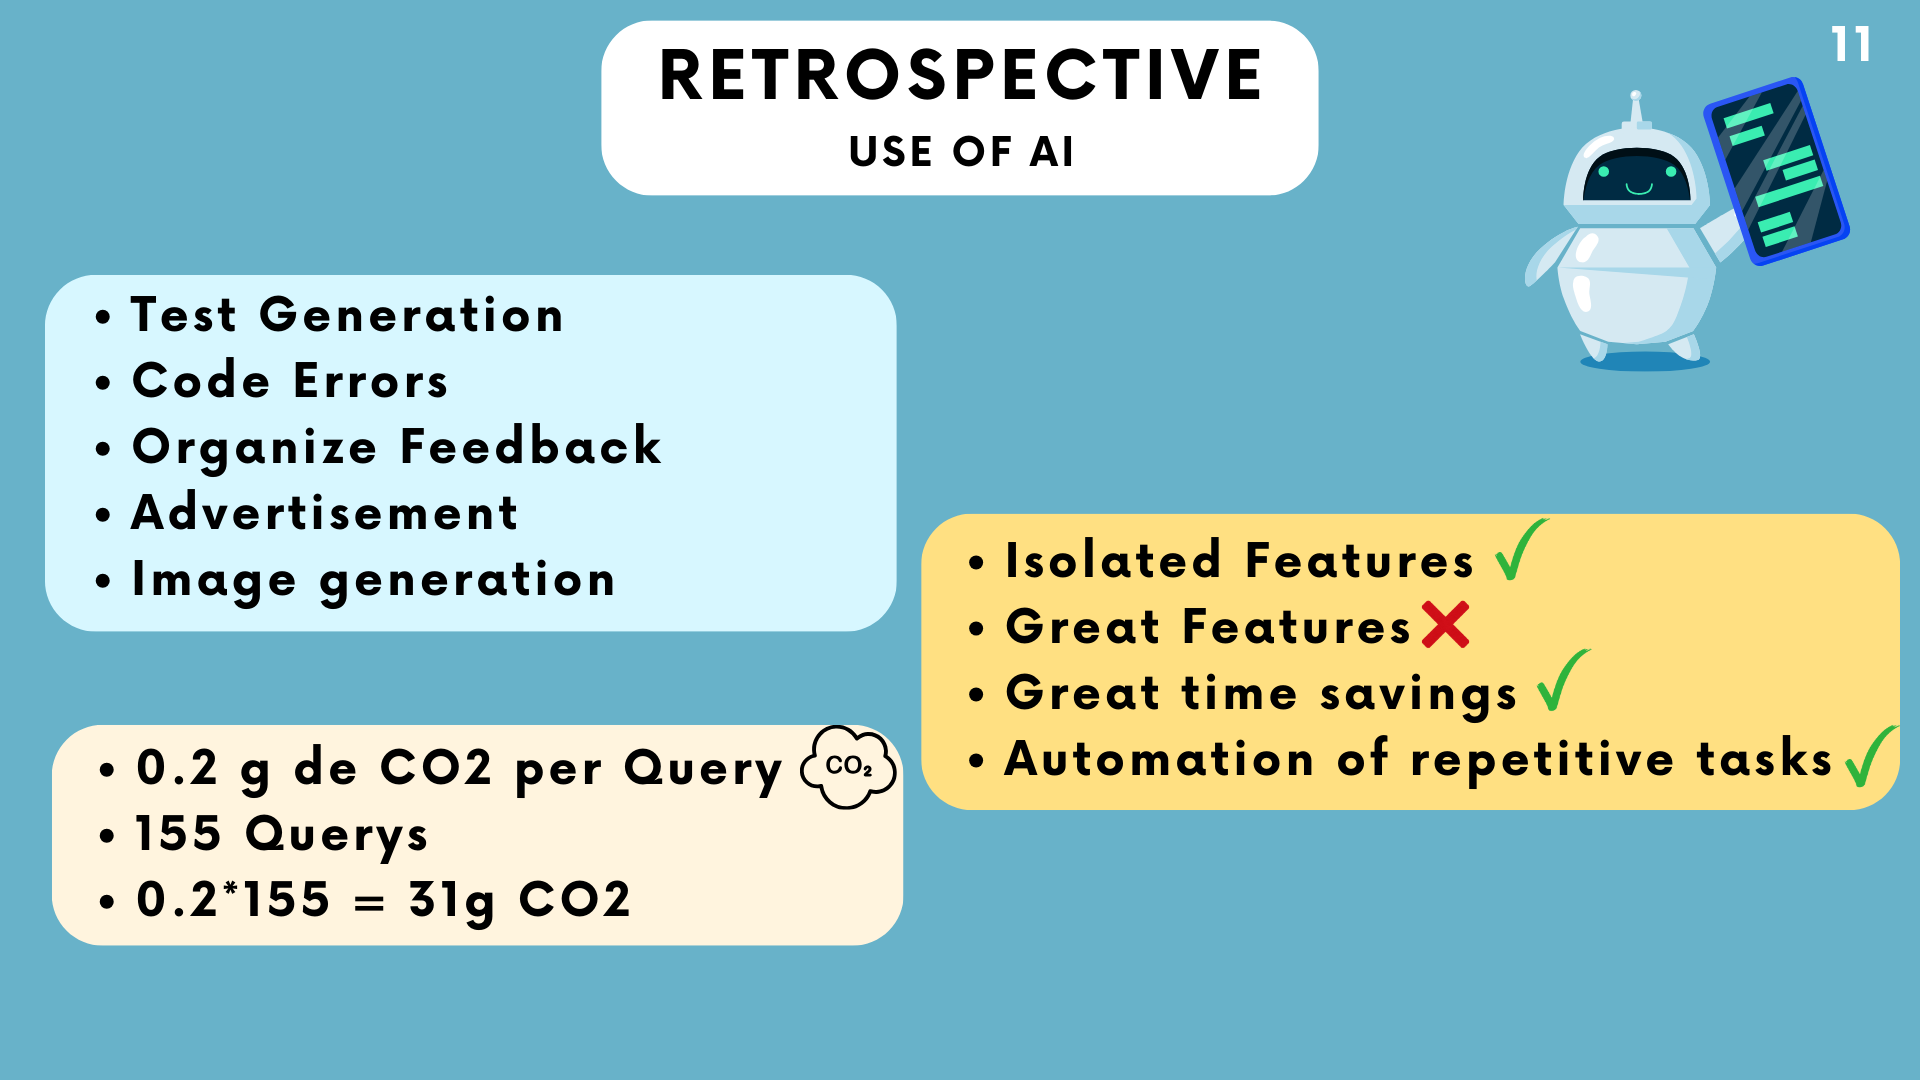 11
RETROSPECTIVE
USE OF AI
• Test Generation
• Code Errors
• Organize Feedback
• Advertisement
• Image generation
• Isolated Features ✓
• Great Features ❌
• Great time savings ✓
• Automation of repetitive tasks ✓
• 0.2 g de CO2 per Query
CO₂
• 155 Querys
• 0.2*155 = 31g CO2